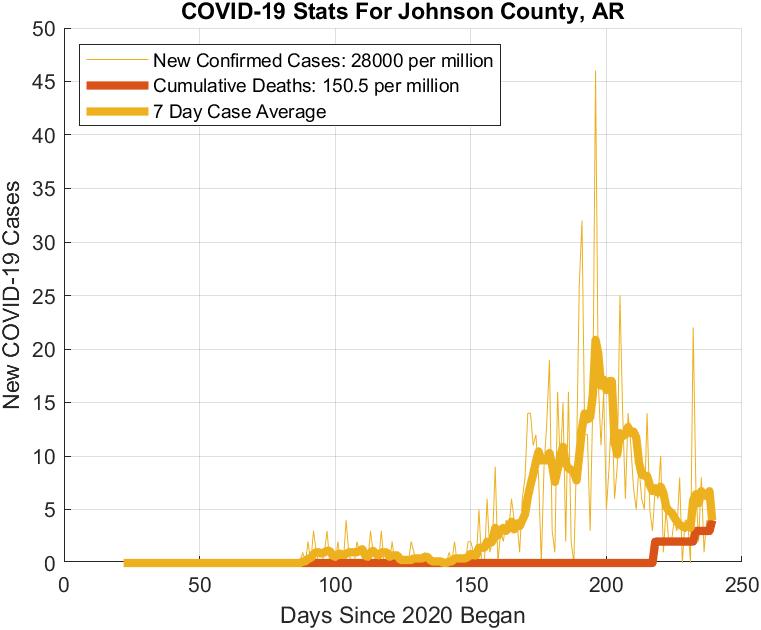 COVID-19 Stats For Johnson County, AR
50
45
40
35
30
25
20
15
10
5
0
New COVID-19 Cases
New Confirmed Cases: 28000 per million
Cumulative Deaths: 150.5 per million
7 Day Case Average
0 50 100 150 200 250
Days Since 2020 Began